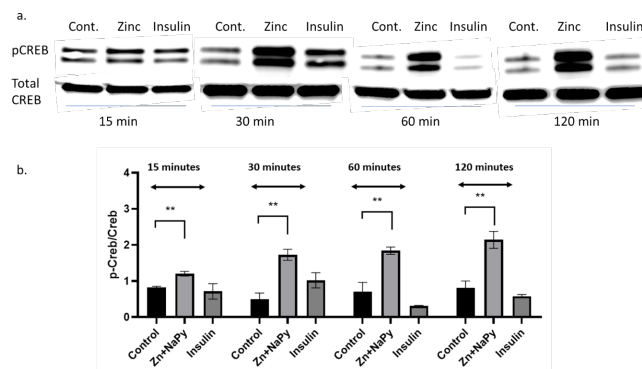 a.
Cont. Zinc Insulin Cont. Zinc Insulin Cont. Zinc Insulin Cont. Zinc Insulin
pCREB
Total
CREB
15 min 30 min 60 min 120 min
b.
15 minutes 30 minutes 60 minutes 120 minutes
4
** ** ** **
3
2
1
0
p-Creb/Creb
Control Zn+NaPy Insulin Control Zn+NaPy Insulin Control Zn+NaPy Insulin Control Zn+NaPy Insulin